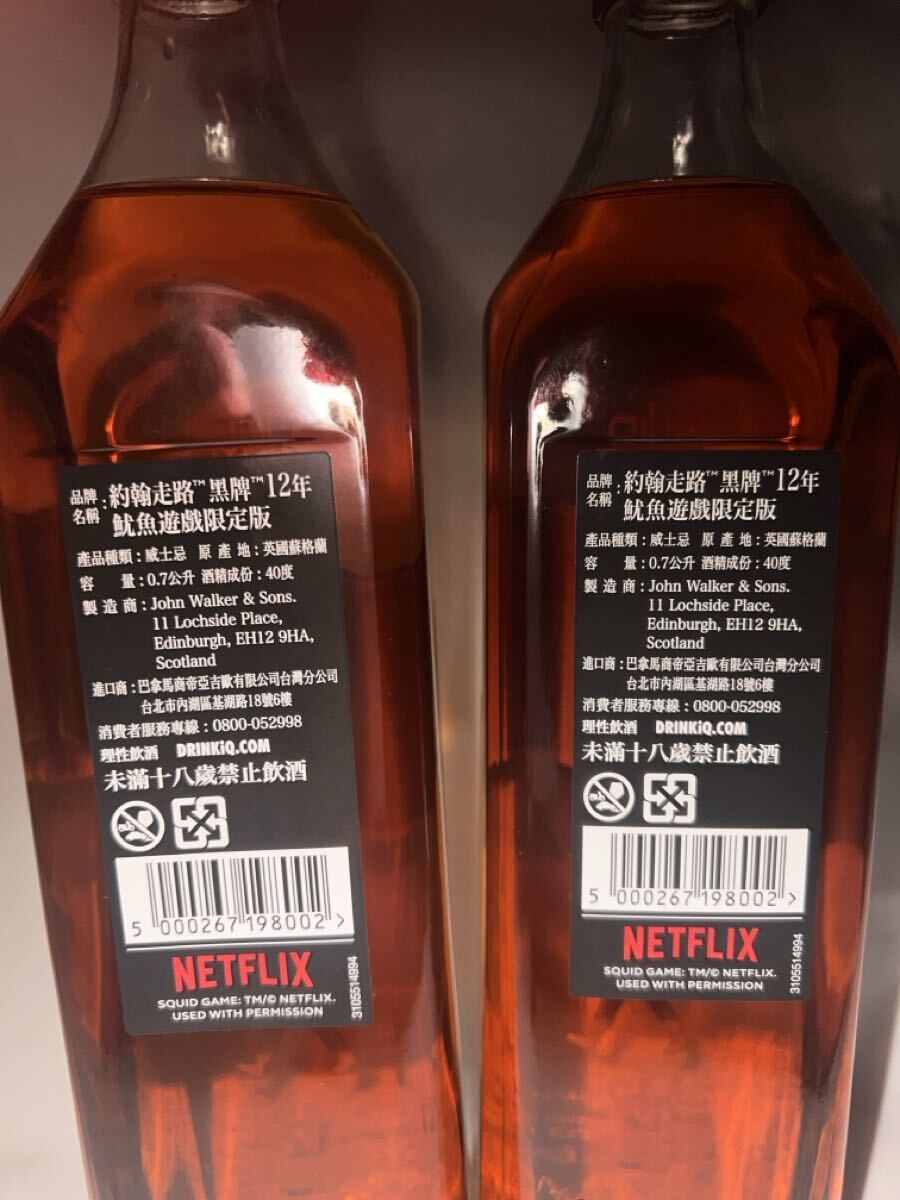 品牌名稱：約翰走路™ 黑牌™ 12年
魷魚遊戲限定版
產品種類：威士忌 原產地：英國蘇格蘭
容量：0.7公升 酒精成份：40度
製造商：John Walker & Sons.
11 Lochside Place,
Edinburgh, EH12 9HA,
Scotland
進口商：巴拿馬商帝亞吉歐有限公司台灣分公司
台北市內湖區基湖路18號6樓
消費者服務專線：0800-052998
理性飲酒 DRINKiQ.COM
未滿十八歲禁止飲酒
5 000267 198002 >
NETFLIX
SQUID GAME: TM/© NETFLIX.
USED WITH PERMISSION
3105514994
品牌名稱：約翰走路™ 黑牌™ 12年
魷魚遊戲限定版
產品種類：威士忌 原產地：英國蘇格蘭
容量：0.7公升 酒精成份：40度
製造商：John Walker & Sons.
11 Lochside Place,
Edinburgh, EH12 9HA,
Scotland
進口商：巴拿馬商帝亞吉歐有限公司台灣分公司
台北市內湖區基湖路18號6樓
消費者服務專線：0800-052998
理性飲酒 DRINKiQ.COM
未滿十八歲禁止飲酒
5 000267 198002 >
NETFLIX
SQUID GAME: TM/© NETFLIX.
USED WITH PERMISSION
3105514994